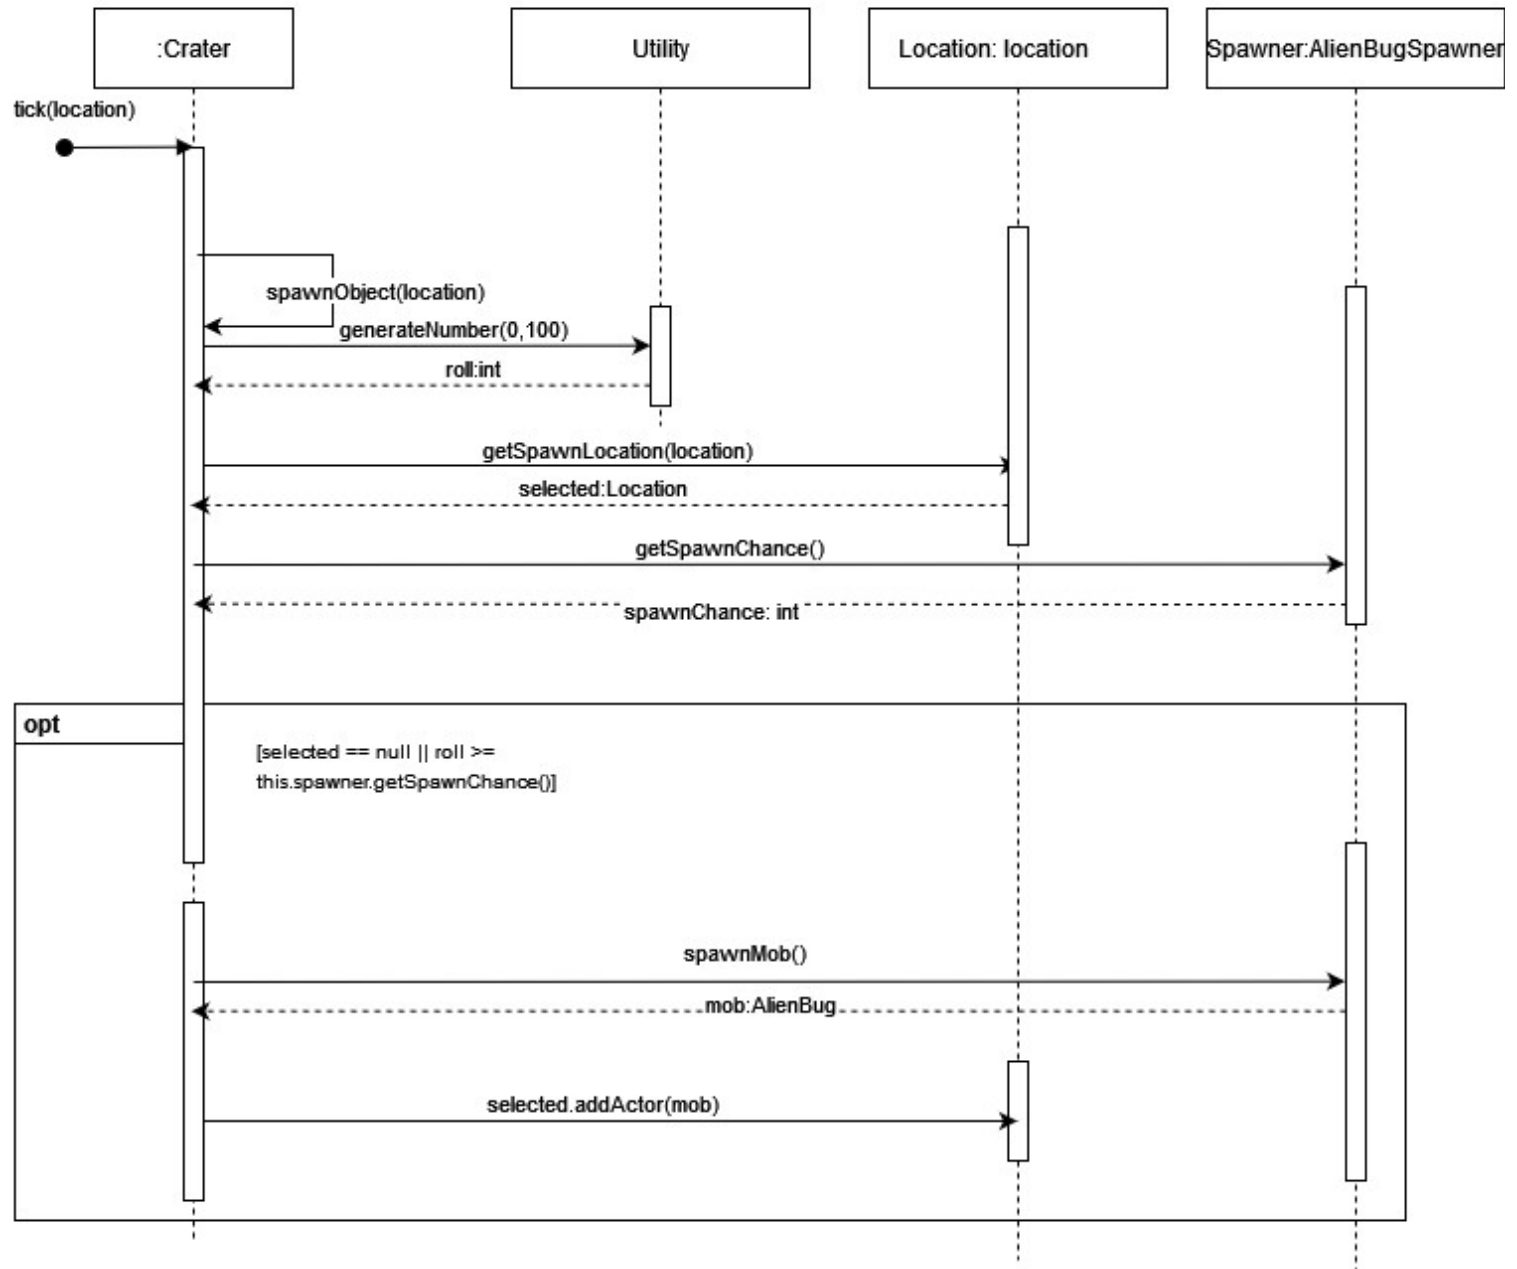 :Crater
Utility
Location: location
Spawner:AlienBugSpawner
tick(location)
spawnObject(location)
generateNumber(0,100)
roll:int
getSpawnLocation(location)
selected:Location
getSpawnChance()
spawnChance: int
opt
[selected == null || roll >=
this.spawner.getSpawnChance()]
spawnMob()
mob:AlienBug
selected.addActor(mob)